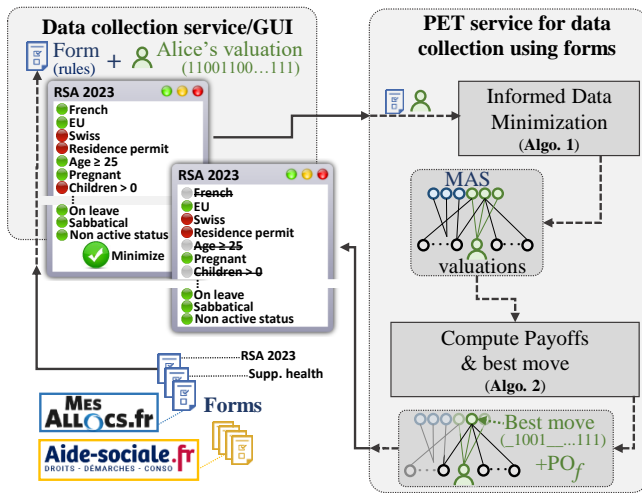 Data collection service/GUI
Form
(rules)
+
Alice's valuation
(11001100…111)
RSA 2023
French
EU
Swiss
Residence permit
Age ≥ 25
Pregnant
Children > 0
⋮
On leave
Sabbatical
Non active status
Minimize
RSA 2023
French
EU
Swiss
Residence permit
Age ≥ 25
Pregnant
Children > 0
⋮
On leave
Sabbatical
Non active status
RSA 2023
Supp. health
Forms
MES
ALLOCS.fr
Aide-sociale.fr
DROITS - DÉMARCHES - CONSO
PET service for data
collection using forms
Informed Data
Minimization
(Algo. 1)
MAS
valuations
Compute Payoffs
& best move
(Algo. 2)
Best move
(_1001__...111)
+POf